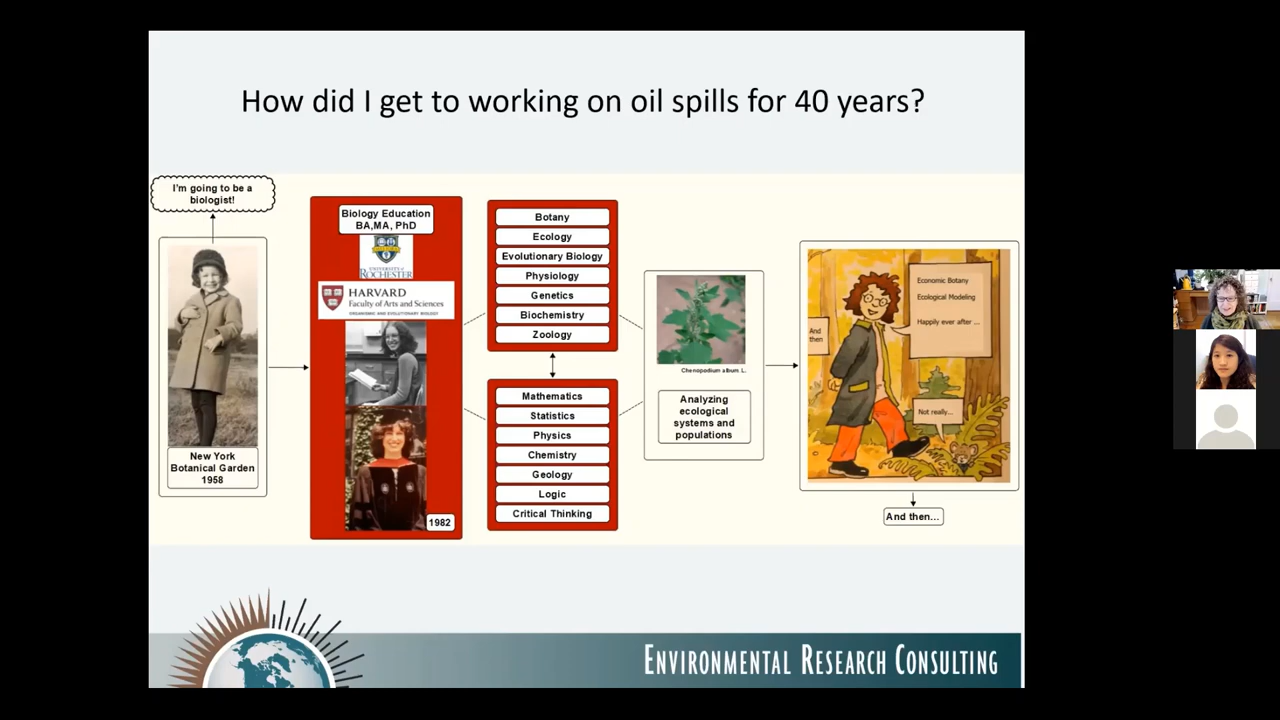 How did I get to working on oil spills for 40 years?
I'm going to be a
biologist!
New York
Botanical Garden
1958
Biology Education
BA,MA, PhD
UNIVERSITY of
ROCHESTER
HARVARD
Faculty of Arts and Sciences
ORGANISMIC AND EVOLUTIONARY BIOLOGY
1982
Botany
Ecology
Evolutionary Biology
Physiology
Genetics
Biochemistry
Zoology
Mathematics
Statistics
Physics
Chemistry
Geology
Logic
Critical Thinking
Chenopodium album L.
Analyzing
ecological
systems and
populations
And
then
Economic Botany
Ecological Modeling
Happily ever after ...
Not really...
And then...
ENVIRONMENTAL RESEARCH CONSULTING